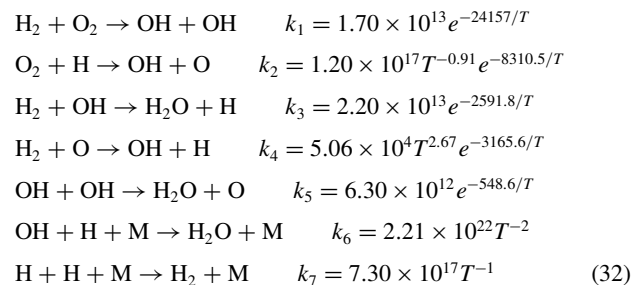 H₂ + O₂ → OH + OH k₁ = 1.70 × 10¹³e^{−24157/T}
O₂ + H → OH + O k₂ = 1.20 × 10¹⁷T^{−0.91}e^{−8310.5/T}
H₂ + OH → H₂O + H k₃ = 2.20 × 10¹³e^{−2591.8/T}
H₂ + O → OH + H k₄ = 5.06 × 10⁴T^{2.67}e^{−3165.6/T}
OH + OH → H₂O + O k₅ = 6.30 × 10¹²e^{−548.6/T}
OH + H + M → H₂O + M k₆ = 2.21 × 10²²T^{−2}
H + H + M → H₂ + M k₇ = 7.30 × 10¹⁷T^{−1} (32)